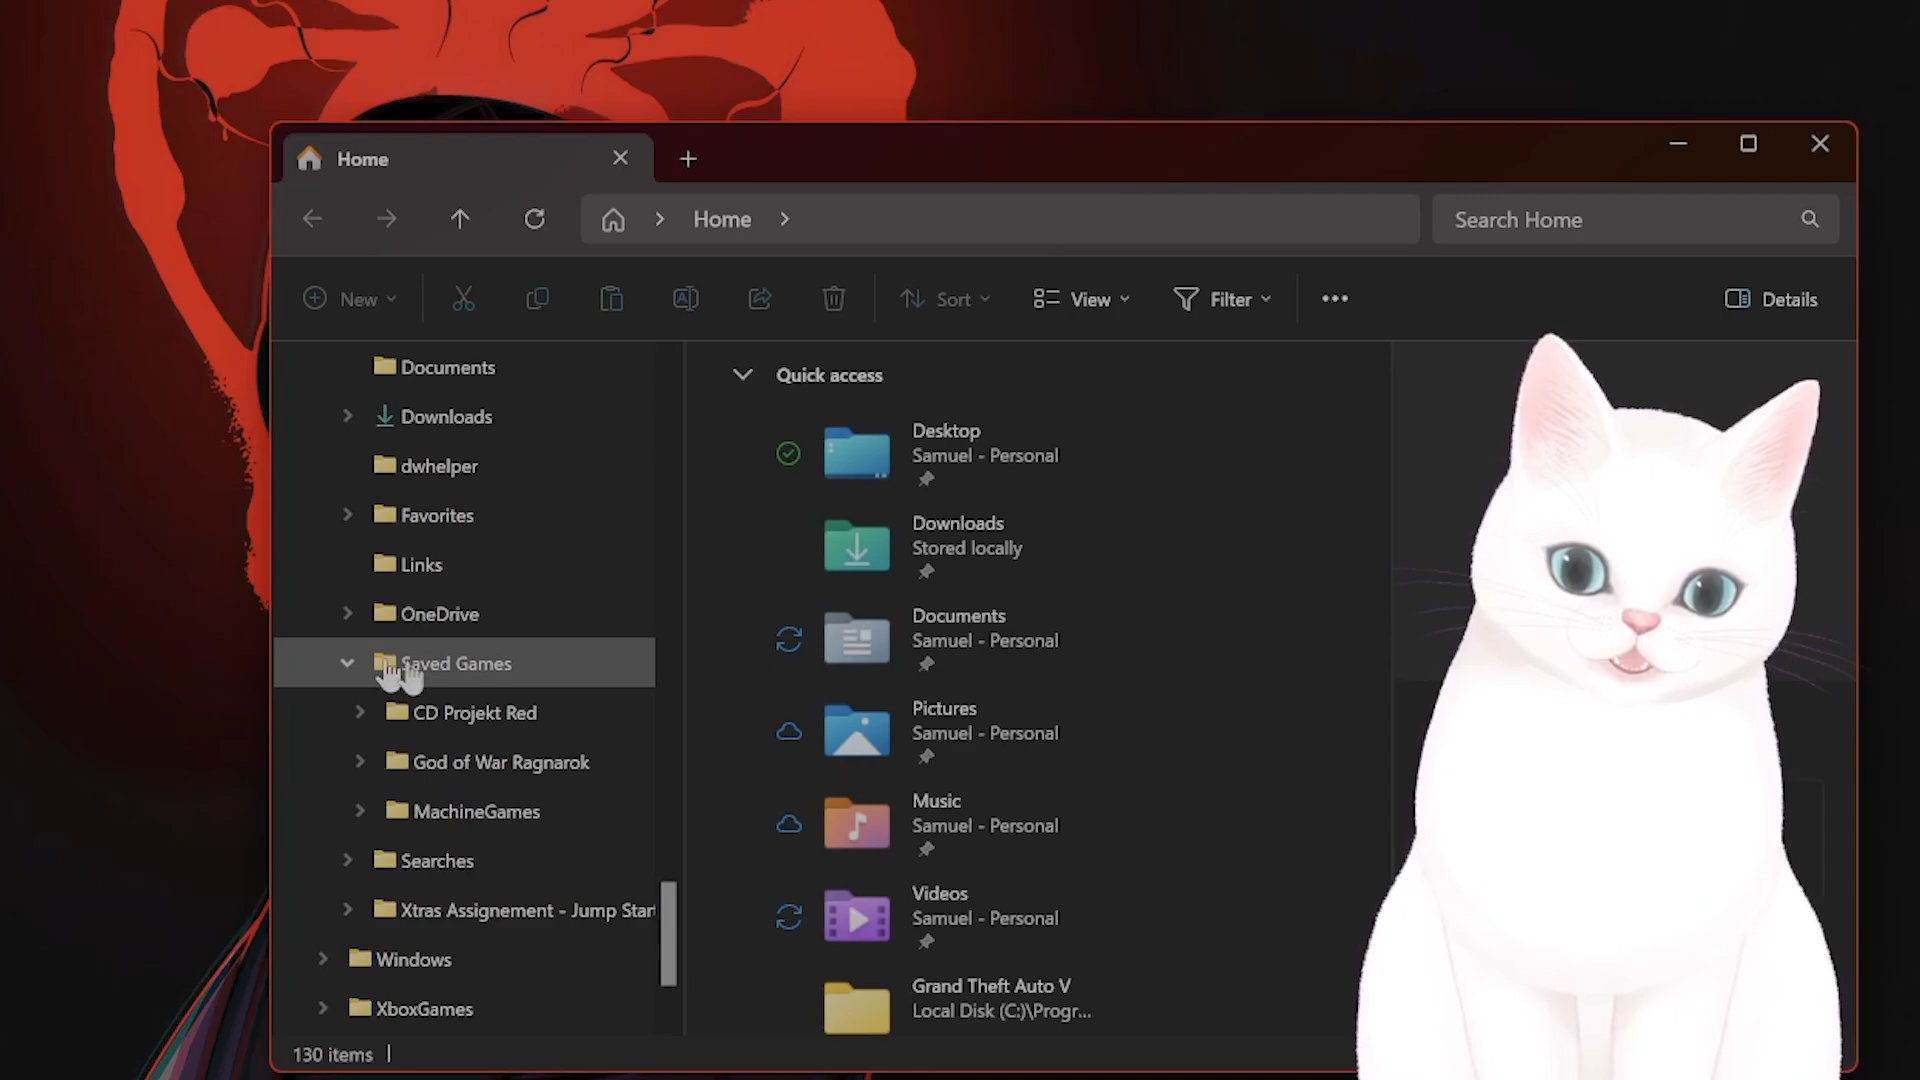 Home
Home
Search Home
New
Sort
View
Filter
Details
Documents
Downloads
dwhelper
Favorites
Links
OneDrive
Saved Games
CD Projekt Red
God of War Ragnarok
MachineGames
Searches
Xtras Assignement - Jump Start
Windows
XboxGames
130 items
Quick access
Desktop
Samuel - Personal
Downloads
Stored locally
Documents
Samuel - Personal
Pictures
Samuel - Personal
Music
Samuel - Personal
Videos
Samuel - Personal
Grand Theft Auto V
Local Disk (C:)\Progr...